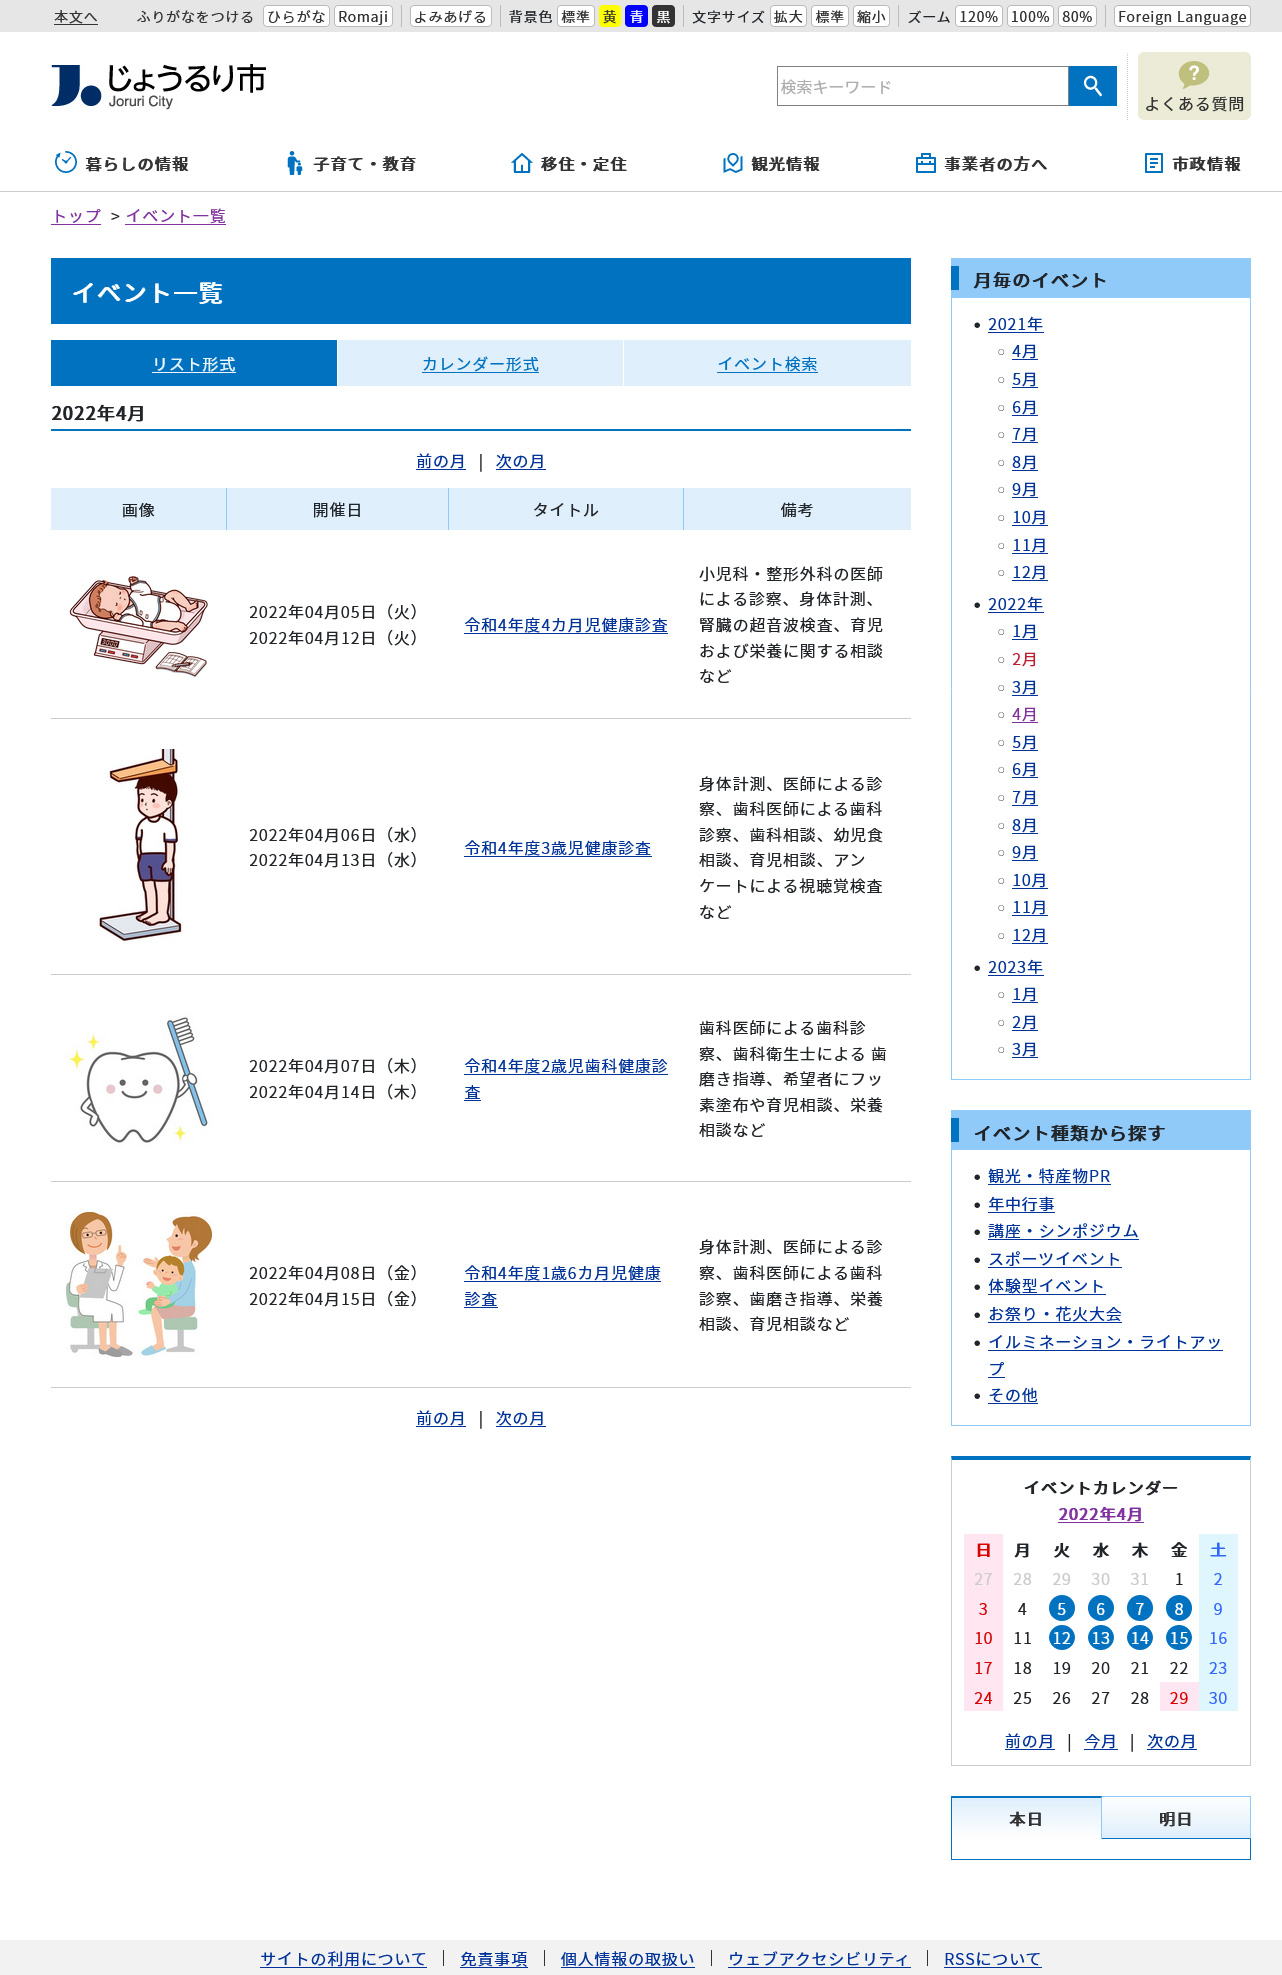 本文へ ふりがなをつける ひらがな Romaji よみあげる 背景色 標準 黄 青 黒 文字サイズ 拡大 標準 縮小 ズーム 120% 100% 80% Foreign Language
じょうるり市
Joruri City
検索キーワード
? よくある質問
暮らしの情報 子育て・教育 移住・定住 観光情報 事業者の方へ 市政情報
トップ > イベント一覧
イベント一覧
リスト形式 カレンダー形式 イベント検索
2022年4月
前の月 | 次の月
画像 開催日 タイトル 備考
2022年04月05日（火）
2022年04月12日（火）
令和4年度4カ月児健康診査
小児科・整形外科の医師
による診察、身体計測、
腎臓の超音波検査、育児
および栄養に関する相談
など
2022年04月06日（水）
2022年04月13日（水）
令和4年度3歳児健康診査
身体計測、医師による診
察、歯科医師による歯科
診察、歯科相談、幼児食
相談、育児相談、アン
ケートによる視聴覚検査
など
2022年04月07日（木）
2022年04月14日（木）
令和4年度2歳児歯科健康診
査
歯科医師による歯科診
察、歯科衛生士による 歯
磨き指導、希望者にフッ
素塗布や育児相談、栄養
相談など
2022年04月08日（金）
2022年04月15日（金）
令和4年度1歳6カ月児健康
診査
身体計測、医師による診
察、歯科医師による歯科
診察、歯磨き指導、栄養
相談、育児相談など
前の月 | 次の月
月毎のイベント
2021年
4月
5月
6月
7月
8月
9月
10月
11月
12月
2022年
1月
2月
3月
4月
5月
6月
7月
8月
9月
10月
11月
12月
2023年
1月
2月
3月
イベント種類から探す
観光・特産物PR
年中行事
講座・シンポジウム
スポーツイベント
体験型イベント
お祭り・花火大会
イルミネーション・ライトアッ
プ
その他
イベントカレンダー
2022年4月
日 月 火 水 木 金 土
27 28 29 30 31 1 2
3 4 5 6 7 8 9
10 11 12 13 14 15 16
17 18 19 20 21 22 23
24 25 26 27 28 29 30
前の月 | 今月 | 次の月
本日 明日
サイトの利用について 免責事項 個人情報の取扱い ウェブアクセシビリティ RSSについて